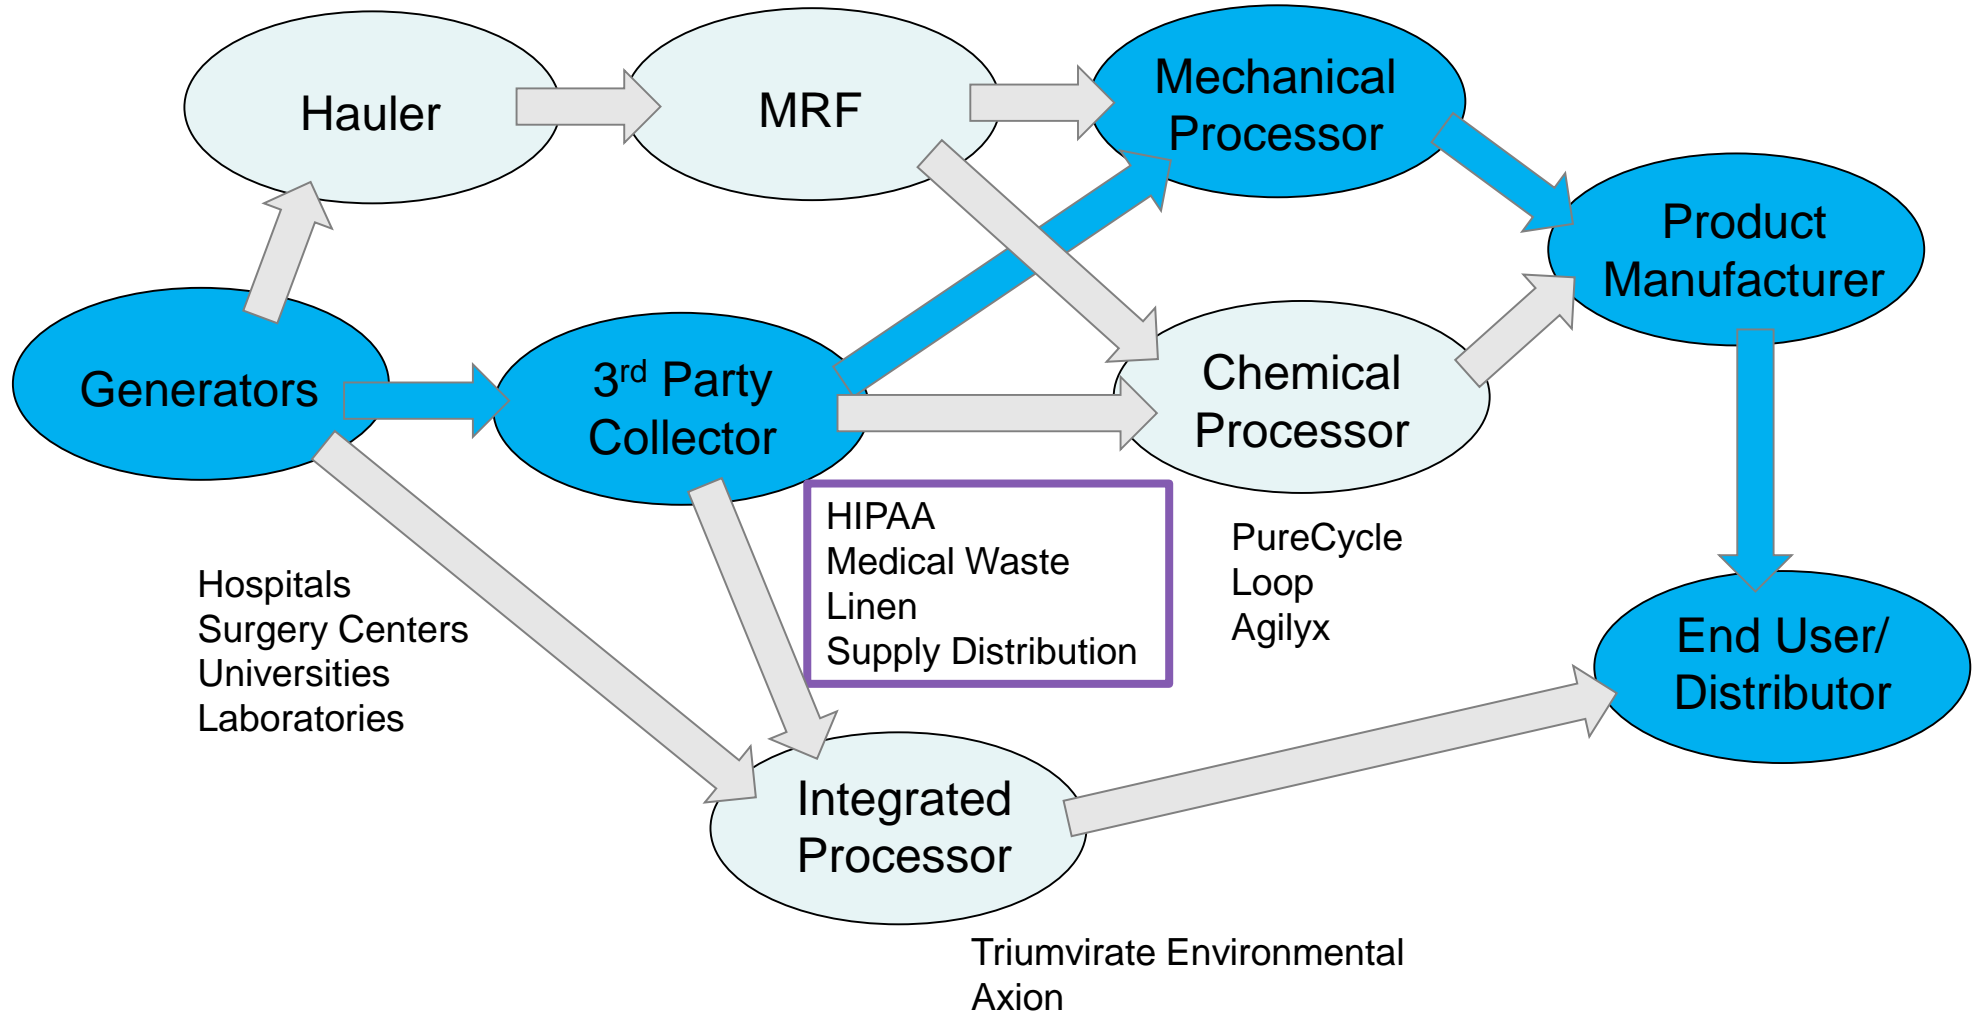 Hauler
MRF
Mechanical
Processor
Product
Manufacturer
Generators
3rd Party
Collector
Chemical
Processor
HIPAA
Medical Waste
Linen
Supply Distribution
PureCycle
Loop
Agilyx
Hospitals
Surgery Centers
Universities
Laboratories
End User/
Distributor
Integrated
Processor
Triumvirate Environmental
Axion